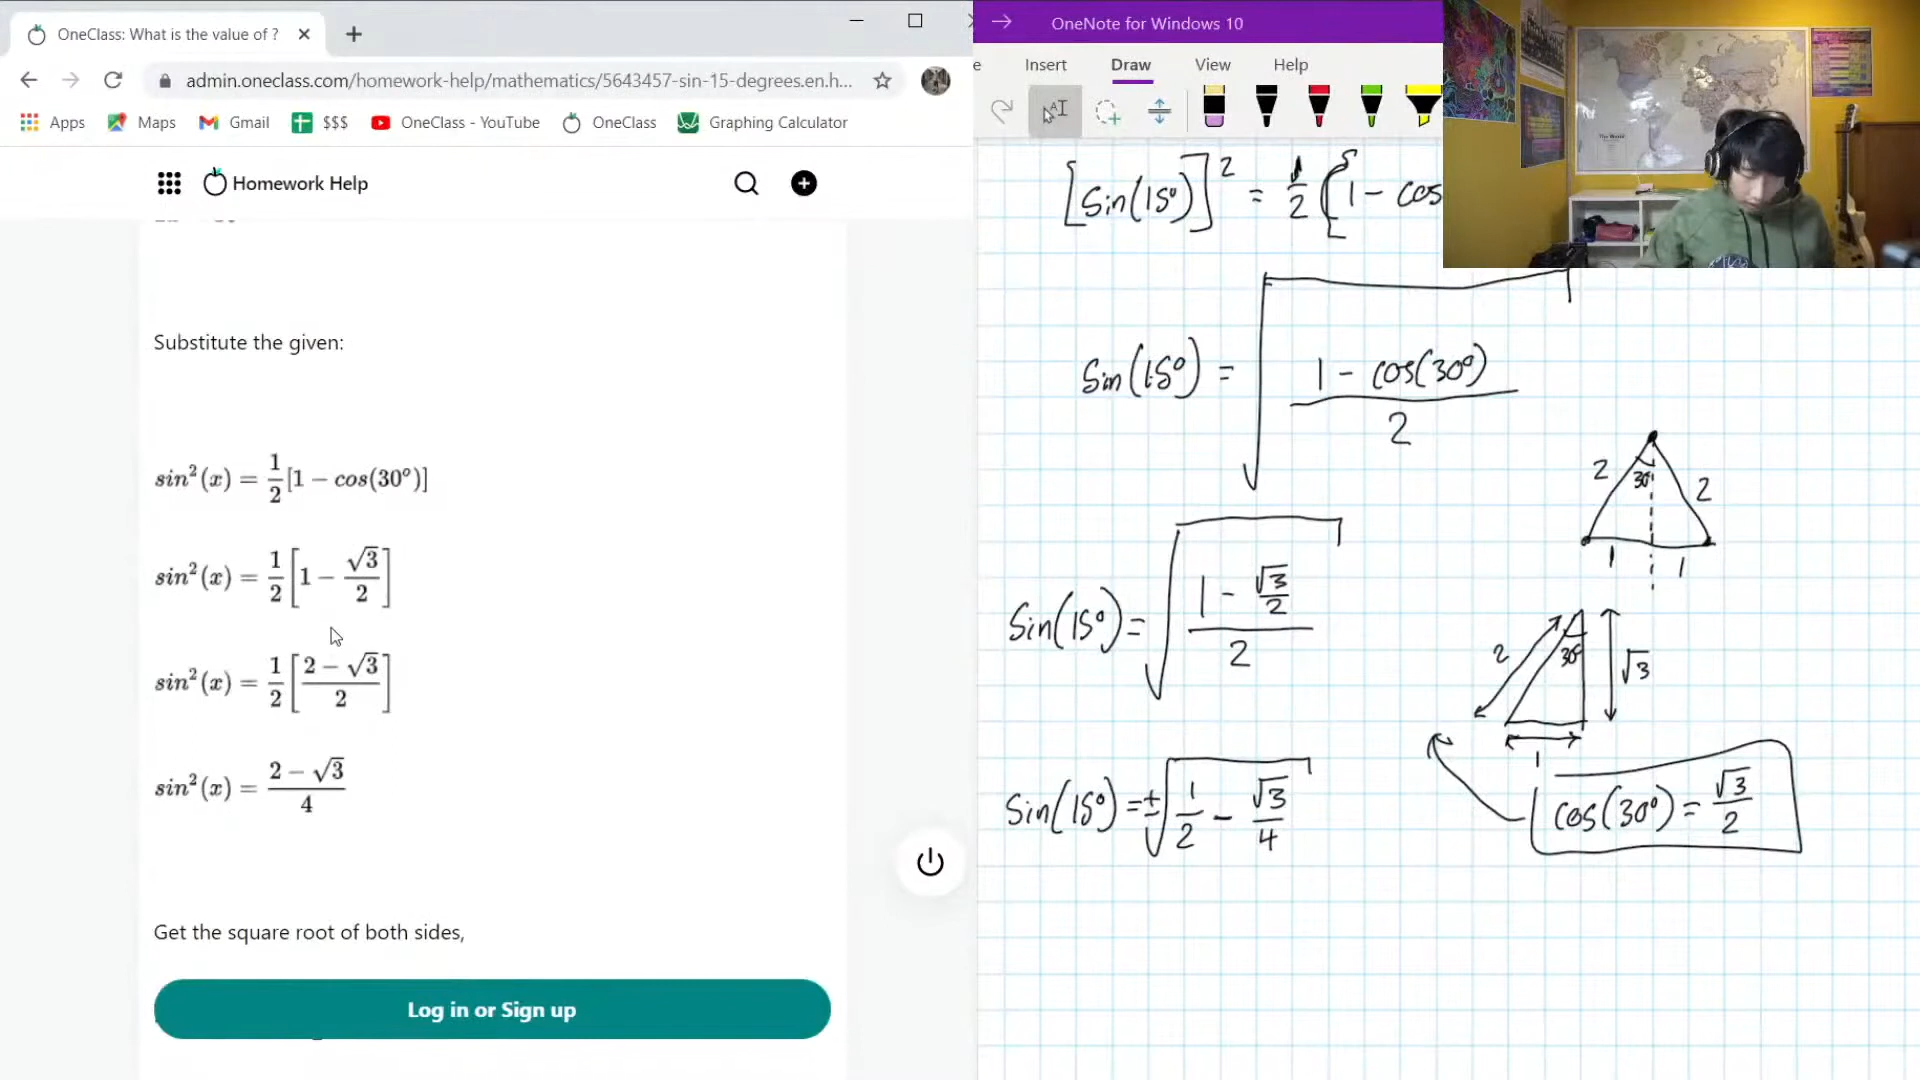 OneClass: What is the value of ?
admin.oneclass.com/homework-help/mathematics/5643457-sin-15-degrees.en.h...
Apps Maps Gmail $$$ OneClass - YouTube OneClass Graphing Calculator
Homework Help
Substitute the given:
sin²(x) = 1/2 [1 − cos(30°)]
sin²(x) = 1/2 [1 − √3/2]
sin²(x) = 1/2 [(2 − √3)/2]
sin²(x) = (2 − √3)/4
Get the square root of both sides,
Log in or Sign up
OneNote for Windows 10
Insert Draw View Help
[Sin(15°)]² = 1/2 [1 - cos
Sin(15°) = √((1 - cos(30°))/2)
2 30° 2
1 1
Sin(15°) = √((1 - √3/2)/2)
2 30° √3
1
Sin(15°) = ±√(1/2 - √3/4)
cos(30°) = √3/2